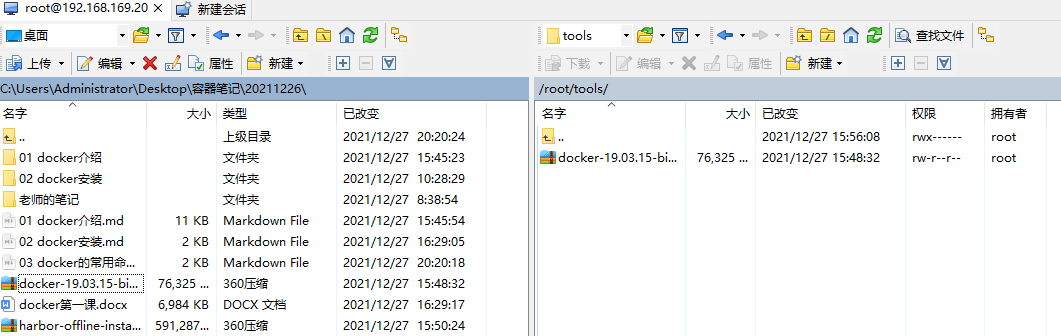 root@192.168.169.20 × 新建会话
桌面 查找文件 tools
上传 编辑 属性 新建 下载 编辑 属性 新建
C:\Users\Administrator\Desktop\容器笔记\20211226\ /root/tools/
名字 大小 类型 已改变 名字 大小 已改变 权限 拥有者
.. 上级目录 2021/12/27 20:20:24 .. 2021/12/27 15:56:08 rwx------ root
01 docker介绍 文件夹 2021/12/27 15:45:23 docker-19.03.15-bi... 76,325 ... 2021/12/27 15:48:32 rw-r--r-- root
02 docker安装 文件夹 2021/12/27 10:28:29
老师的笔记 文件夹 2021/12/27 8:38:54
01 docker介绍.md 11 KB Markdown File 2021/12/27 15:45:54
02 docker安装.md 2 KB Markdown File 2021/12/27 16:29:05
03 docker的常用命... 2 KB Markdown File 2021/12/27 20:20:18
docker-19.03.15-bi... 76,325 ... 360压缩 2021/12/27 15:48:32
docker第一课.docx 6,984 KB DOCX 文档 2021/12/27 16:29:17
harbor-offline-insta... 591,287... 360压缩 2021/12/27 15:50:24